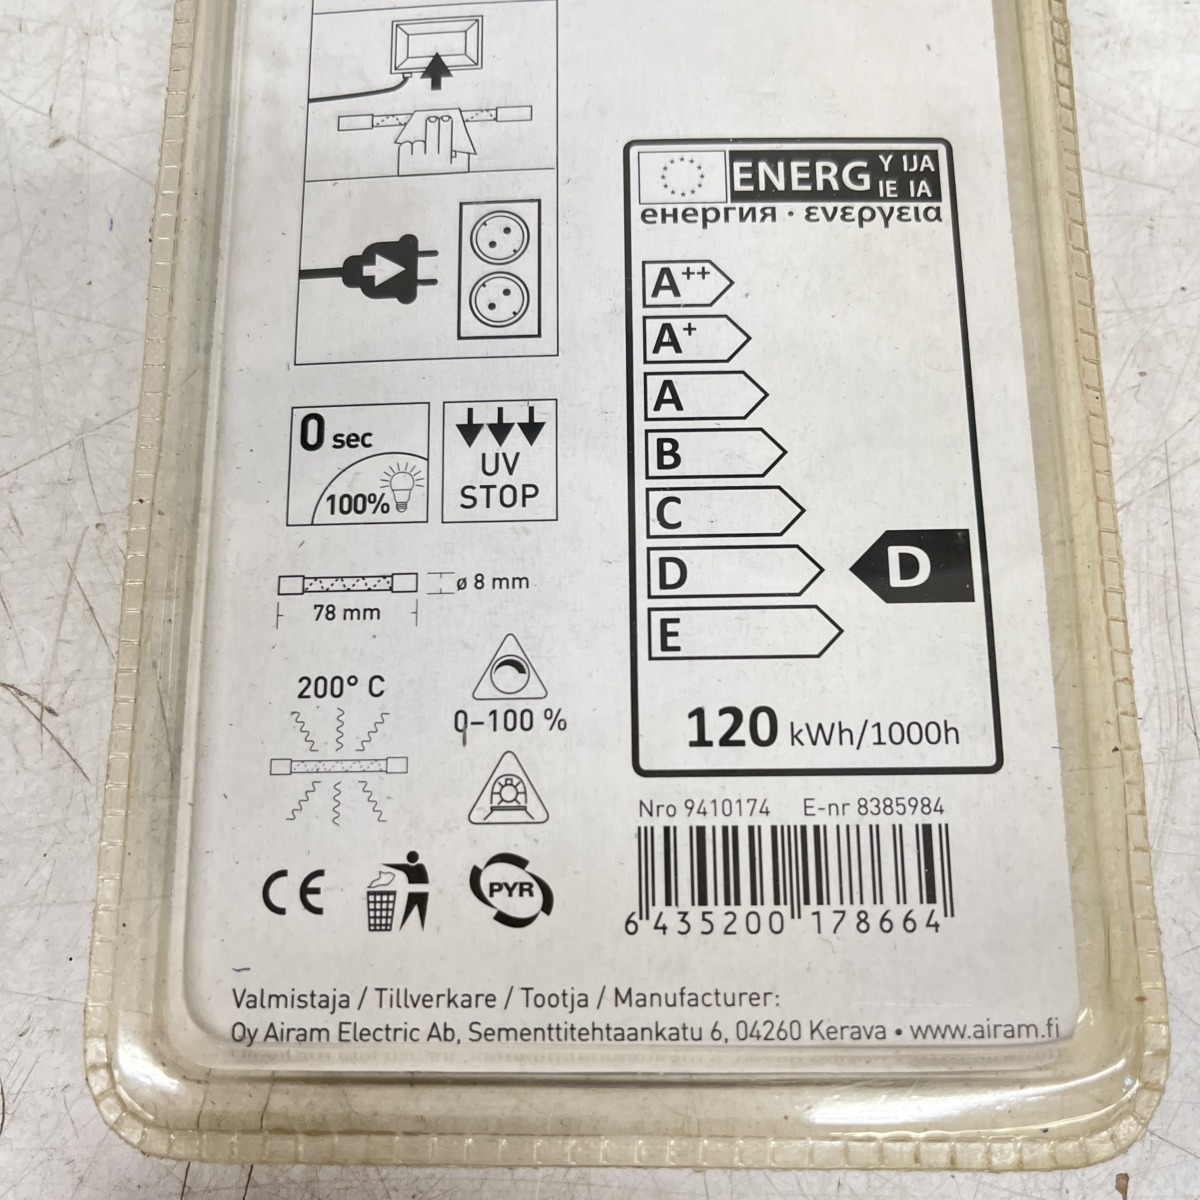 ENERG Y IJA
IE IA
енергия · ενεργεια
A++
A+
A
B
C
D
D
E
120 kWh/1000h
0 sec
100%
UV
STOP
ø 8 mm
78 mm
200° C
0–100 %
CE
PYR
Nro 9410174 E-nr 8385984
6 435200 178664
Valmistaja / Tillverkare / Tootja / Manufacturer:
Oy Airam Electric Ab, Sementtitehtaankatu 6, 04260 Kerava • www.airam.fi